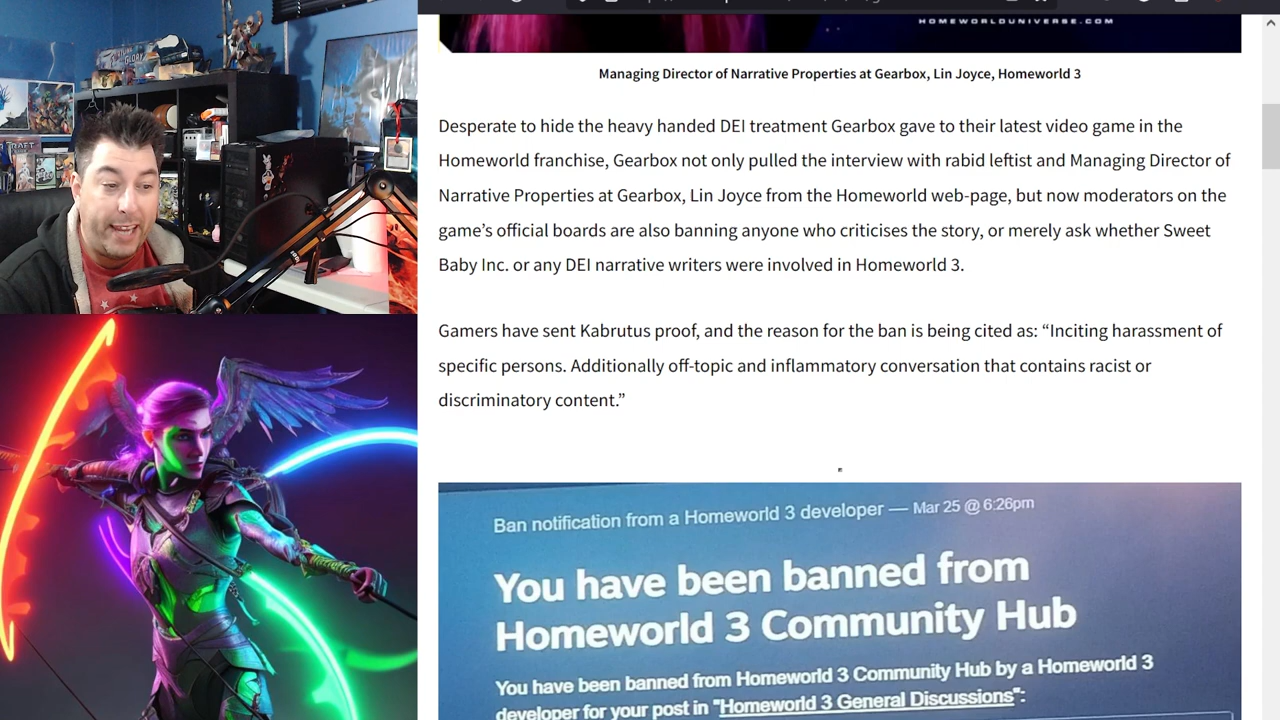 HOMEWORLDUNIVERSE.COM
Managing Director of Narrative Properties at Gearbox, Lin Joyce, Homeworld 3
Desperate to hide the heavy handed DEI treatment Gearbox gave to their latest video game in the
Homeworld franchise, Gearbox not only pulled the interview with rabid leftist and Managing Director of
Narrative Properties at Gearbox, Lin Joyce from the Homeworld web-page, but now moderators on the
game’s official boards are also banning anyone who criticises the story, or merely ask whether Sweet
Baby Inc. or any DEI narrative writers were involved in Homeworld 3.
Gamers have sent Kabrutus proof, and the reason for the ban is being cited as: “Inciting harassment of
specific persons. Additionally off-topic and inflammatory conversation that contains racist or
discriminatory content.”
Ban notification from a Homeworld 3 developer — Mar 25 @ 6:26pm
You have been banned from
Homeworld 3 Community Hub
You have been banned from Homeworld 3 Community Hub by a Homeworld 3
developer for your post in "Homeworld 3 General Discussions":